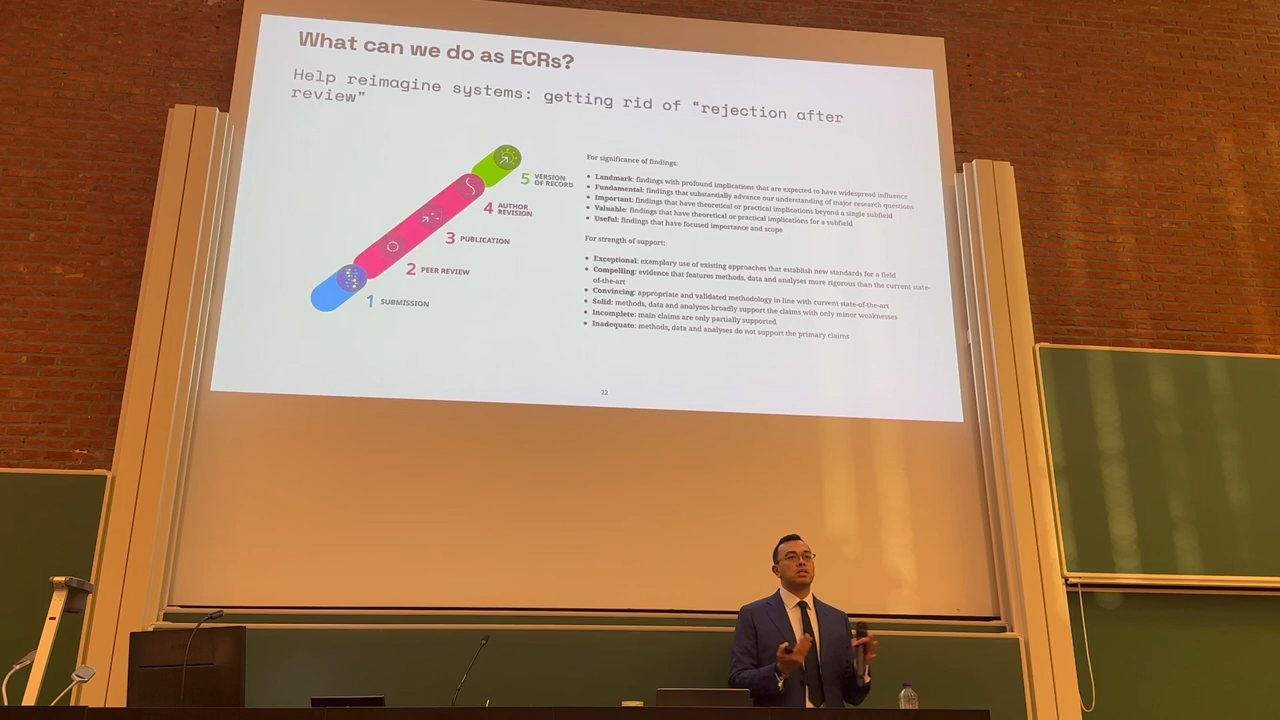 What can we do as ECRs?
Help reimagine systems: getting rid of “rejection after
review”
5 VERSION
OF RECORD
4 AUTHOR
REVISION
3 PUBLICATION
2 PEER REVIEW
1 SUBMISSION
For significance of findings:
• Landmark: findings with profound implications that are expected to have widespread influence
• Fundamental: findings that substantially advance our understanding of major research questions
• Important: findings that have theoretical or practical implications beyond a single subfield
• Valuable: findings that have theoretical or practical implications for a subfield
• Useful: findings that have focused importance and scope
For strength of support:
• Exceptional: exemplary use of existing approaches that establish new standards for a field
• Compelling: evidence that features methods, data and analyses more rigorous than the current state-
of-the-art
• Convincing: appropriate and validated methodology in line with current state-of-the-art
• Solid: methods, data and analyses broadly support the claims with only minor weaknesses
• Incomplete: main claims are only partially supported
• Inadequate: methods, data and analyses do not support the primary claims
22